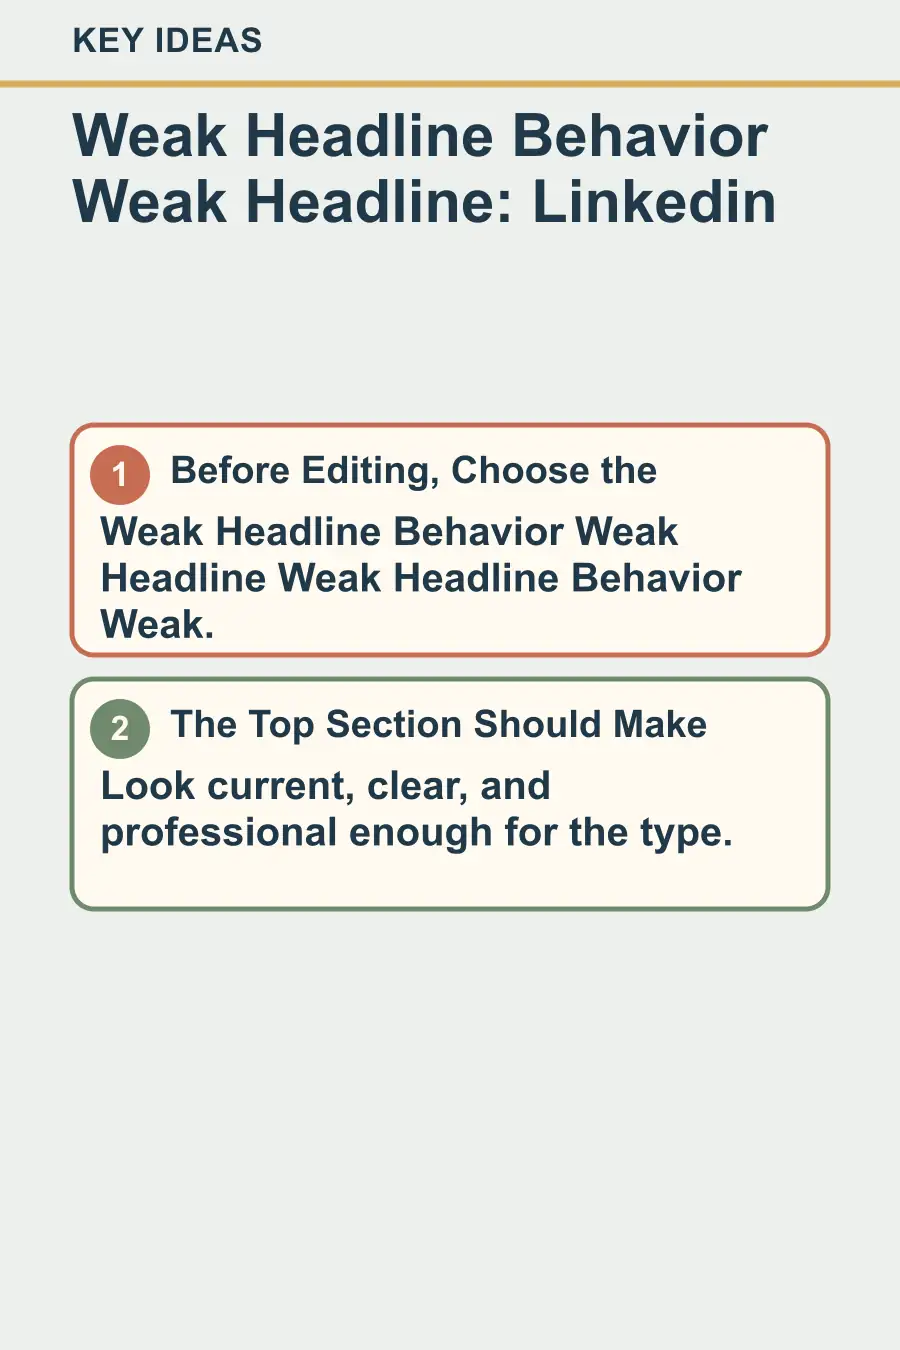 KEY IDEAS
Weak Headline Behavior
Weak Headline: Linkedin
1 Before Editing, Choose the
Weak Headline Behavior Weak
Headline Weak Headline Behavior
Weak.
2 The Top Section Should Make
Look current, clear, and
professional enough for the type.